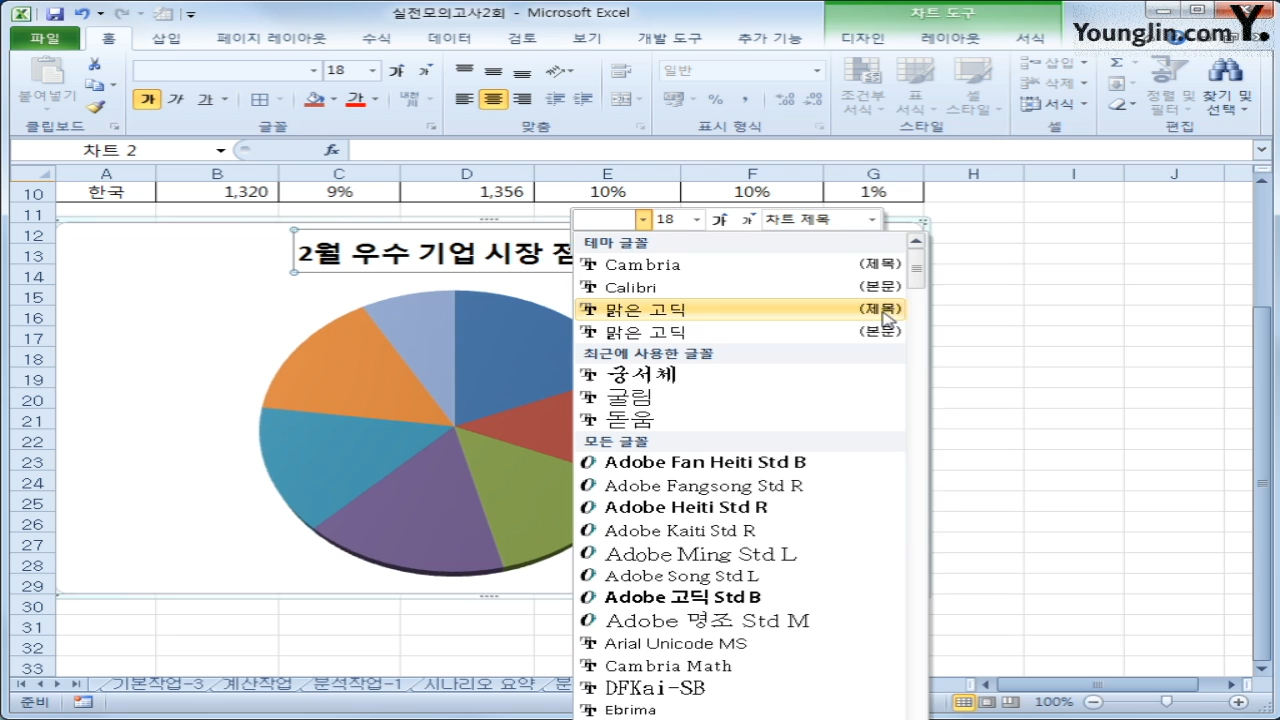 실전모의고사2회 - Microsoft Excel
차트 도구
YoungJin.com Y.
파일 홈 삽입 페이지 레이아웃 수식 데이터 검토 보기 개발 도구 추가 기능 디자인 레이아웃 서식
붙여넣기
18
가
일반
%
조건부 서식
표 서식
셀 스타일
삽입
삭제
서식
Σ
정렬 및 필터
찾기 및 선택
클립보드 글꼴 맞춤 표시 형식 스타일 셀 편집
차트 2
fx
A B C D E F G H I J
10 한국 1,320 9% 1,356 10% 10% 1%
11
12
13
14
15
16
17
18
19
20
21
22
23
24
25
26
27
28
29
30
31
32
33
2월 우수 기업 시장
18 차트 제목
테마 글꼴
Cambria (제목)
Calibri (본문)
맑은 고딕 (제목)
맑은 고딕 (본문)
최근에 사용한 글꼴
궁서체
굴림
돋움
모든 글꼴
Adobe Fan Heiti Std B
Adobe Fangsong Std R
Adobe Heiti Std R
Adobe Kaiti Std R
Adobe Ming Std L
Adobe Song Std L
Adobe 고딕 Std B
Adobe 명조 Std M
Arial Unicode MS
Cambria Math
DFKai-SB
Ebrima
기본작업-3 계산작업 분석작업-1 시나리오 요약 분
준비
100%